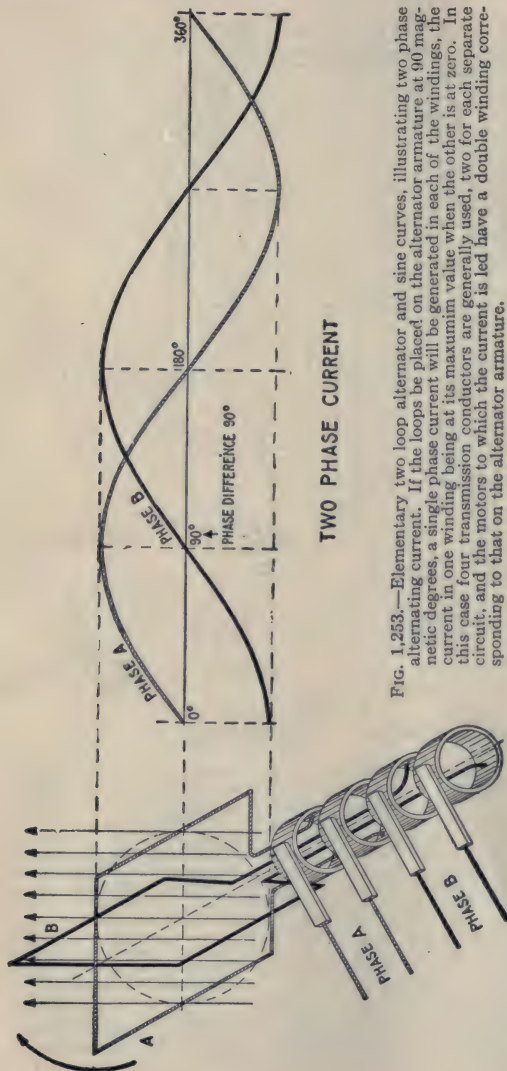 360°
180°
90°
0°
PHASE A
PHASE B
PHASE DIFFERENCE 90°
TWO PHASE CURRENT
A
B
PHASE A
PHASE B
FIG. 1,253.—Elementary two loop alternator and sine curves, illustrating two phase
alternating current. If the loops be placed on the alternator armature at 90 mag-
netic degrees, a single phase current will be generated in each of the windings, the
current in one winding being at its maxumim value when the other is at zero. In
this case four transmission conductors are generally used, two for each separate
circuit, and the motors to which the current is led have a double winding corre-
sponding to that on the alternator armature.